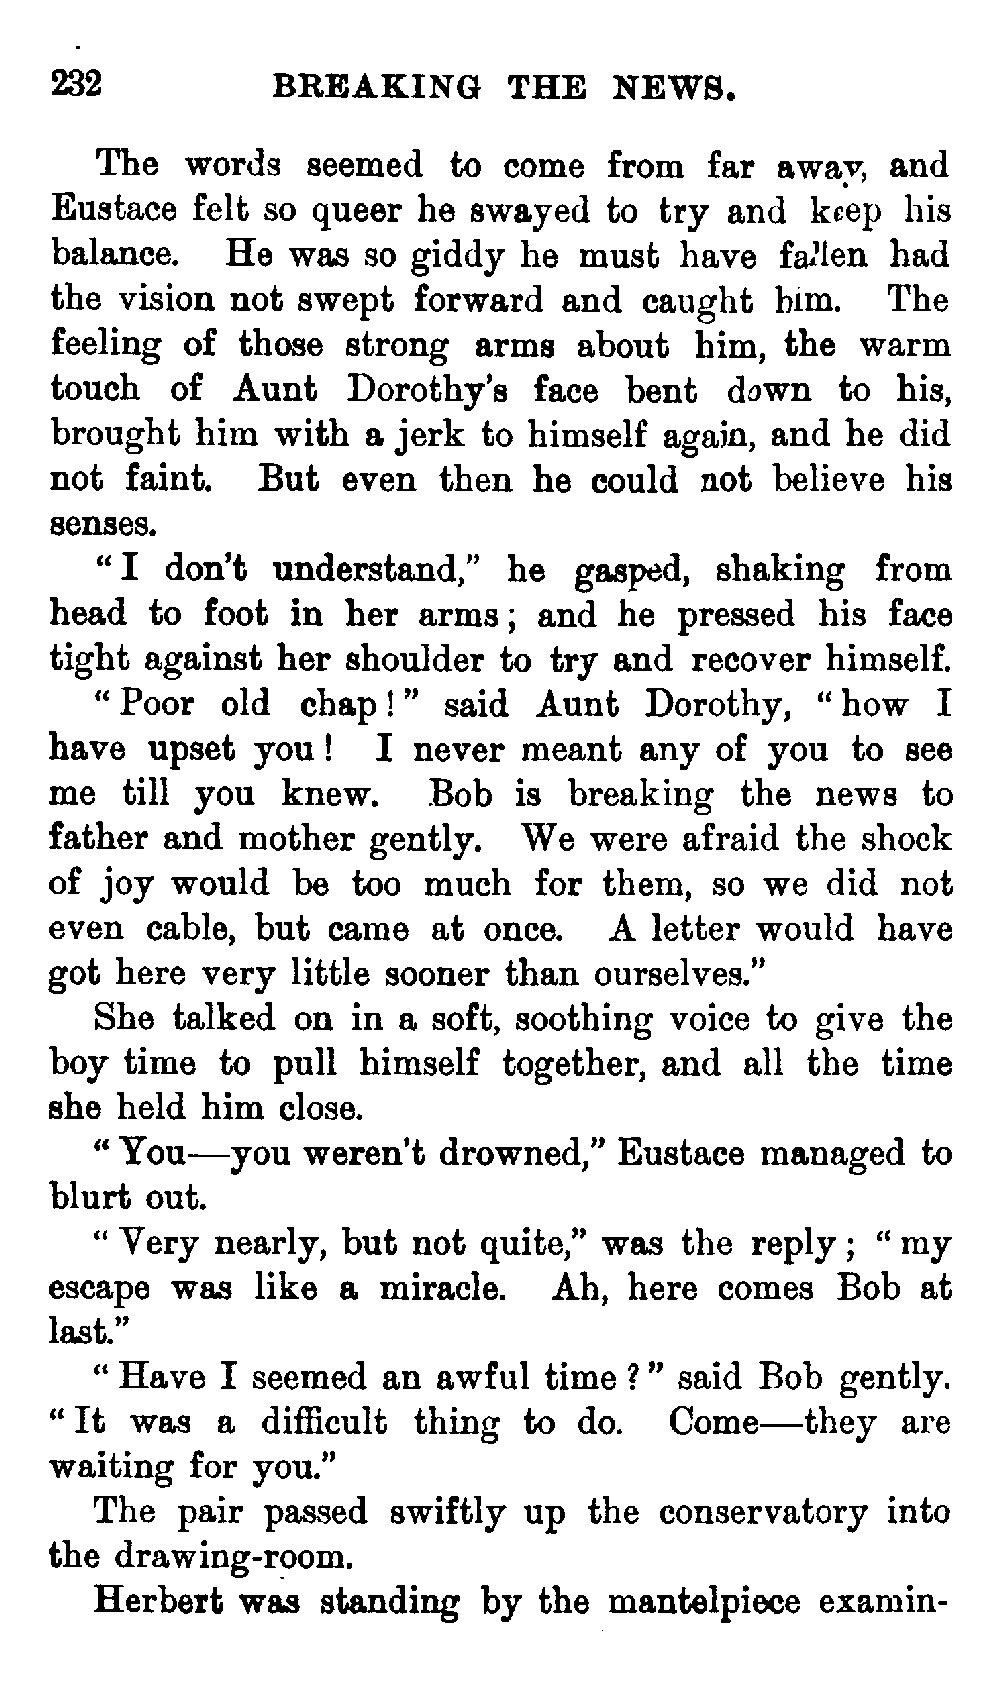 232 BREAKING THE NEWS.
The words seemed to come from far away, and
Eustace felt so queer he swayed to try and keep his
balance. He was so giddy he must have fallen had
the vision not swept forward and caught him. The
feeling of those strong arms about him, the warm
touch of Aunt Dorothy's face bent down to his,
brought him with a jerk to himself again, and he did
not faint. But even then he could not believe his
senses.
"I don't understand," he gasped, shaking from
head to foot in her arms; and he pressed his face
tight against her shoulder to try and recover himself.
"Poor old chap!" said Aunt Dorothy, "how I
have upset you! I never meant any of you to see
me till you knew. Bob is breaking the news to
father and mother gently. We were afraid the shock
of joy would be too much for them, so we did not
even cable, but came at once. A letter would have
got here very little sooner than ourselves."
She talked on in a soft, soothing voice to give the
boy time to pull himself together, and all the time
she held him close.
"You—you weren't drowned," Eustace managed to
blurt out.
"Very nearly, but not quite," was the reply; "my
escape was like a miracle. Ah, here comes Bob at
last."
"Have I seemed an awful time?" said Bob gently.
"It was a difficult thing to do. Come—they are
waiting for you."
The pair passed swiftly up the conservatory into
the drawing-room.
Herbert was standing by the mantelpiece examin-